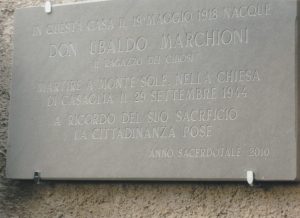 IN QUESTA CASA IL 19 MAGGIO 1918 NACQUE
DON UBALDO MARCHIONI
IL RAGAZZO DEI
MARTIRE A MONTE SOLE, NELLA CHIESA
DI CASAGLIA IL 29 SETTEMBRE 1944
A RICORDO DEL SUO SACRIFICIO
LA CITTADINANZA POSE
ANNO SACERDOTALE 2010